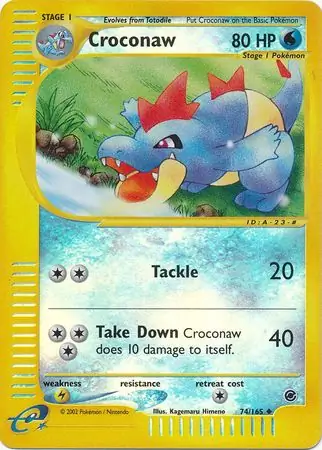 STAGE 1
Evolves from Totodile
Put Croconaw on the Basic Pokémon
Croconaw
80 HP
Stage 1 Pokémon
ID:A-23-#
Tackle 20
Take Down Croconaw
does 10 damage to itself.
40
weakness resistance retreat cost
e
© 2002 Pokémon / Nintendo Illus. Kagemaru Himeno 74/165